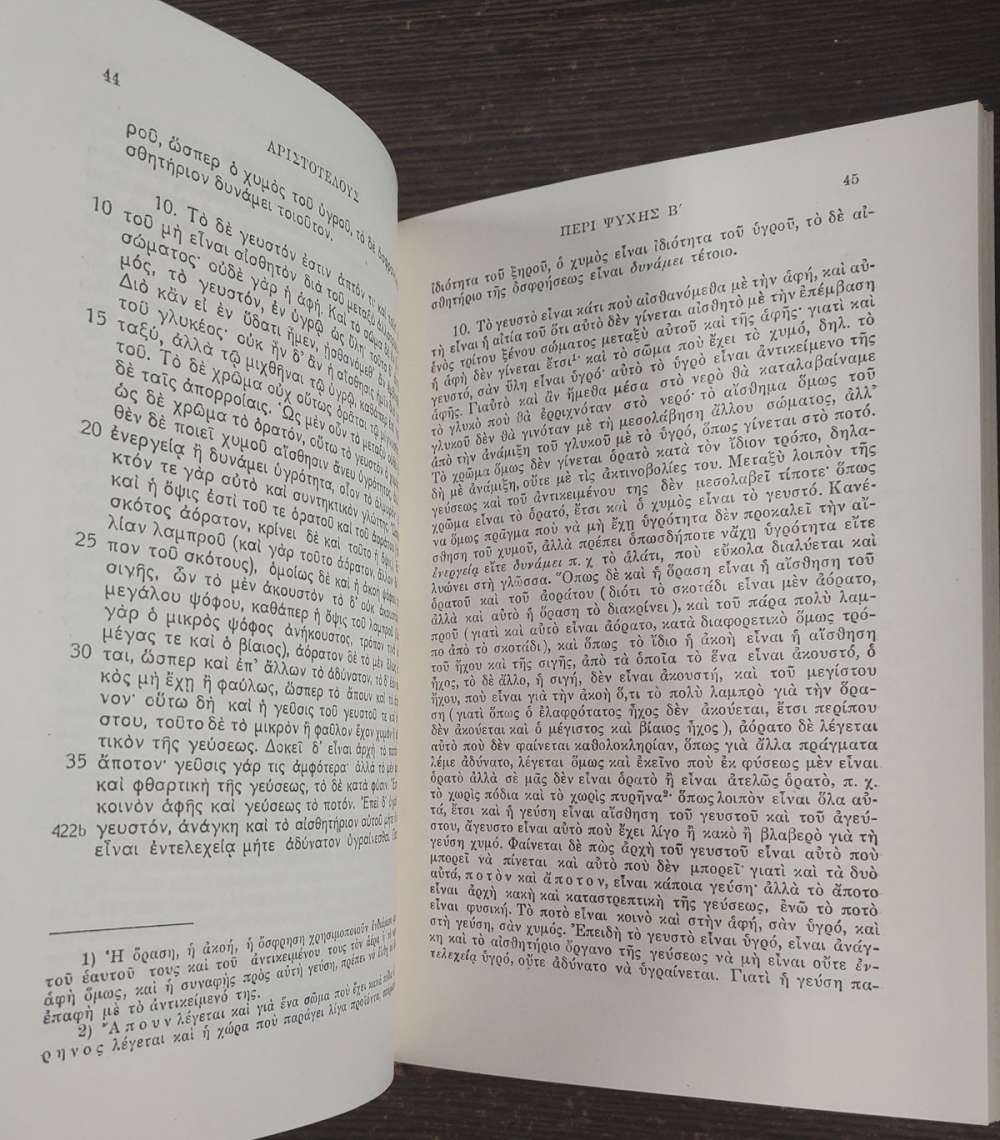 44
ΑΡΙΣΤΟΤΕΛΟΥΣ
ροῦ, ὥσπερ ὁ χυμὸς τοῦ ὑγροῦ, τὸ δὲ
σθητήριον δυνάμει τοιοῦτον.
10. Τὸ δὲ γευστόν ἐστιν ἁπτόν τι· καὶ
10 τοῦ μὴ εἶναι αἰσθητὸν διὰ τοῦ μεταξὺ
σώματος· οὐδὲ γὰρ ἡ ἁφή. Καὶ τὸ σῶμα δὲ
μός, τὸ γευστόν, ἐν ὑγρῷ ὡς ὕλῃ·
Διὸ κἂν εἰ ἐν ὕδατι ἦμεν, ᾐσθανόμεθ' ἂν
τοῦ γλυκέος· οὐκ ἦν δ' ἂν ἡ αἴσθησις
15 ταξύ, ἀλλὰ τῷ μιχθῆναι τῷ ὑγρῷ, καθάπερ
τοῦ. Τὸ δὲ χρῶμα οὐχ οὕτως ὁρᾶται τῷ
δὲ ταῖς ἀπορροίαις. Ὡς μὲν οὖν τὸ μεταξὺ
ὡς δὲ χρῶμα τὸ ὁρατόν, οὕτω τὸ γευστὸν
θὲν δὲ ποιεῖ χυμοῦ αἴσθησιν ἄνευ ὑγρότητος,
20 ἐνεργείᾳ ἢ δυνάμει ὑγρότητα, οἷον τὸ
κτόν τε γὰρ αὐτὸ καὶ συντηκτικὸν γλώττης.
καὶ ἡ ὄψις ἐστὶ τοῦ τε ὁρατοῦ καὶ τοῦ ἀοράτου
σκότος ἀόρατον, κρίνει δὲ καὶ τοῦτο ἡ
λίαν λαμπροῦ (καὶ γὰρ τοῦτο ἀόρατον,
25 πον τοῦ σκότους), ὁμοίως δὲ καὶ ἡ ἀκοὴ
σιγῆς, ὧν τὸ μὲν ἀκουστὸν τὸ δ' οὐκ
μεγάλου ψόφου, καθάπερ ἡ ὄψις τοῦ λαμπροῦ
γὰρ ὁ μικρὸς ψόφος ἀνήκουστος, τρόπον
μέγας τε καὶ ὁ βίαιος), ἀόρατον δὲ τὸ μὲν
30 ται, ὥσπερ καὶ ἐπ' ἄλλων τὸ ἀδύνατον, τὸ δ'
κὸς μὴ ἔχῃ ἢ φαύλως, ὥσπερ τὸ ἄπουν καὶ τὸ
νον· οὕτω δὴ καὶ ἡ γεῦσις τοῦ γευστοῦ τε
στου, τοῦτο δὲ τὸ μικρὸν ἢ φαῦλον ἔχον χυμὸν ἢ
τικὸν τῆς γεύσεως. Δοκεῖ δ' εἶναι ἀρχὴ τὸ
35 ἄποτον· γεῦσις γάρ τις ἀμφότερα· ἀλλὰ τὸ μὲν
καὶ φθαρτικὴ τῆς γεύσεως, τὸ δὲ κατὰ φύσιν.
κοινὸν ἁφῆς καὶ γεύσεως τὸ ποτόν. Ἐπεὶ δ'
422b γευστόν, ἀνάγκη καὶ τὸ αἰσθητήριον αὐτοῦ μήτε
εἶναι ἐντελεχείᾳ μήτε ἀδύνατον ὑγραίνεσθαι.
1) Ἡ ὅραση, ἡ ἀκοή, ἡ ὄσφρηση χρησιμοποιοῦν
τοῦ ἑαυτοῦ τους καὶ τοῦ ἀντικειμένου τους τὸν ἀέρα
ἁφὴ ὅμως, καὶ ἡ συναφὴς πρὸς αὐτὴ γεύση, πρέπει νὰ
ἐπαφὴ μὲ τὸ ἀντικείμενό της.
2) Ἄπουν λέγεται καὶ γιὰ ἕνα σῶμα ποὺ ἔχει
ρηνος λέγεται καὶ ἡ χώρα ποὺ παράγει λίγα προϊόντα,
45
ΠΕΡΙ ΨΥΧΗΣ Β΄
ἰδιότητα τοῦ ξηροῦ, ὁ χυμὸς εἶναι ἰδιότητα τοῦ ὑγροῦ, τὸ δὲ αἰ-
σθητήριο τῆς ὀσφρήσεως εἶναι δυνάμει τέτοιο.
10. Τὸ γευστὸ εἶναι κάτι ποὺ αἰσθανόμεθα μὲ τὴν ἁφή, καὶ αὐ-
τὴ εἶναι ἡ αἰτία τοῦ ὅτι αὐτὸ δὲν γίνεται αἰσθητὸ μὲ τὴν ἐπέμβαση
ἑνὸς τρίτου ξένου σώματος μεταξὺ αὐτοῦ καὶ τῆς ἁφῆς· γιατὶ καὶ
ἡ ἁφὴ δὲν γίνεται ἔτσι¹· καὶ τὸ σῶμα ποὺ ἔχει τὸ χυμό, δηλ. τὸ
γευστό, σὰν ὕλη εἶναι ὑγρό· αὐτὸ τὸ ὑγρὸ εἶναι ἀντικείμενο τῆς
ἁφῆς. Γιαυτὸ καὶ ἂν ἤμεθα μέσα στὸ νερὸ θὰ καταλαβαίναμε
τὸ γλυκὸ ποὺ θὰ ἐρριχνόταν στὸ νερό· τὸ αἴσθημα ὅμως τοῦ
γλυκοῦ δὲν θὰ γινόταν μὲ τὴ μεσολάβηση ἄλλου σώματος, ἀλλ'
ἀπὸ τὴν ἀνάμιξη τοῦ γλυκοῦ μὲ τὸ ὑγρό, ὅπως γίνεται στὸ ποτό.
Τὸ χρῶμα ὅμως δὲν γίνεται ὁρατὸ κατὰ τὸν ἴδιον τρόπο, δηλα-
δὴ μὲ ἀνάμιξη, οὔτε μὲ τὶς ἀκτινοβολίες του. Μεταξὺ λοιπὸν τῆς
γεύσεως καὶ τοῦ ἀντικειμένου της δὲν μεσολαβεῖ τίποτε· ὅπως
χρῶμα εἶναι τὸ ὁρατό, ἔτσι καὶ ὁ χυμὸς εἶναι τὸ γευστό. Κανέ-
να ὅμως πρᾶγμα ποὺ νὰ μὴ ἔχῃ ὑγρότητα δὲν προκαλεῖ τὴν αἴ-
σθηση τοῦ χυμοῦ, ἀλλὰ πρέπει ὁπωσδήποτε νἄχῃ ὑγρότητα εἴτε
ἐνεργείᾳ εἴτε δυνάμει π. χ. τὸ ἁλάτι, ποὺ εὔκολα διαλύεται καὶ
λυώνει στὴ γλῶσσα. Ὅπως δὲ καὶ ἡ ὅραση εἶναι ἡ αἴσθηση τοῦ
ὁρατοῦ καὶ τοῦ ἀοράτου (διότι τὸ σκοτάδι εἶναι μὲν ἀόρατο,
ἀλλὰ καὶ αὐτὸ ἡ ὅραση τὸ διακρίνει), καὶ τοῦ πάρα πολὺ λαμ-
προῦ (γιατὶ καὶ αὐτὸ εἶναι ἀόρατο, κατὰ διαφορετικὸ ὅμως τρό-
πο ἀπὸ τὸ σκοτάδι), καὶ ὅπως τὸ ἴδιο ἡ ἀκοὴ εἶναι ἡ αἴσθηση
τοῦ ἤχου καὶ τῆς σιγῆς, ἀπὸ τὰ ὁποῖα τὸ ἕνα εἶναι ἀκουστό, ὁ
ἦχος, τὸ δὲ ἄλλο, ἡ σιγή, δὲν εἶναι ἀκουστή, καὶ τοῦ μεγίστου
ἤχου, ποὺ εἶναι γιὰ τὴν ἀκοὴ ὅ,τι τὸ πολὺ λαμπρὸ γιὰ τὴν ὅρα-
ση (γιατὶ ὅπως ὁ ἐλαφρότατος ἦχος δὲν ἀκούεται, ἔτσι περίπου
δὲν ἀκούεται καὶ ὁ μέγιστος καὶ βίαιος ἦχος), ἀόρατο δὲ λέγεται
αὐτὸ ποὺ δὲν φαίνεται καθολοκληρίαν, ὅπως γιὰ ἄλλα πράγματα
λέμε ἀδύνατο, λέγεται ὅμως καὶ ἐκεῖνο ποὺ ἐκ φύσεως μὲν εἶναι
ὁρατὸ ἀλλὰ σὲ μᾶς δὲν εἶναι ὁρατὸ ἢ εἶναι ἀτελῶς ὁρατό, π. χ.
τὸ χωρὶς πόδια καὶ τὸ χωρὶς πυρῆνα²· ὅπως λοιπὸν εἶναι ὅλα αὐ-
τά, ἔτσι καὶ ἡ γεύση εἶναι αἴσθηση τοῦ γευστοῦ καὶ τοῦ ἀγεύ-
στου, ἄγευστο εἶναι αὐτὸ ποὺ ἔχει λίγο ἢ κακὸ ἢ βλαβερὸ γιὰ τὴ
γεύση χυμό. Φαίνεται δὲ πὼς ἀρχὴ τοῦ γευστοῦ εἶναι αὐτὸ ποὺ
μπορεῖ νὰ πίνεται καὶ αὐτὸ ποὺ δὲν μπορεῖ· γιατὶ καὶ τὰ δυὸ
αὐτά, ποτὸν καὶ ἄποτον, εἶναι κάποια γεύση· ἀλλὰ τὸ ἄποτο
εἶναι ἀρχὴ κακὴ καὶ καταστρεπτικὴ τῆς γεύσεως, ἐνῶ τὸ ποτὸ
εἶναι φυσική. Τὸ ποτὸ εἶναι κοινὸ καὶ στὴν ἁφή, σὰν ὑγρό, καὶ
στὴ γεύση, σὰν χυμός. Ἐπειδὴ τὸ γευστὸ εἶναι ὑγρό, εἶναι ἀνάγ-
κη καὶ τὸ αἰσθητήριο ὄργανο τῆς γεύσεως νὰ μὴ εἶναι οὔτε ἐν-
τελεχείᾳ ὑγρό, οὔτε ἀδύνατο νὰ ὑγραίνεται. Γιατὶ ἡ γεύση πα-